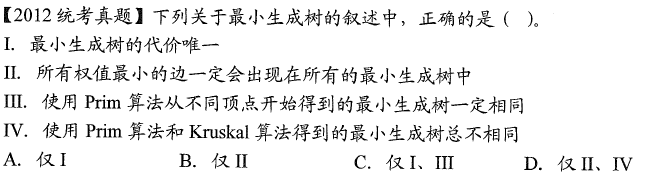 【2012 统考真题】下列关于最小生成树的叙述中，正确的是（ ）。
I. 最小生成树的代价唯一
II. 所有权值最小的边一定会出现在所有的最小生成树中
III. 使用 Prim 算法从不同顶点开始得到的最小生成树一定相同
IV. 使用 Prim 算法和 Kruskal 算法得到的最小生成树总不相同
A. 仅 I B. 仅 II C. 仅 I、III D. 仅 II、IV